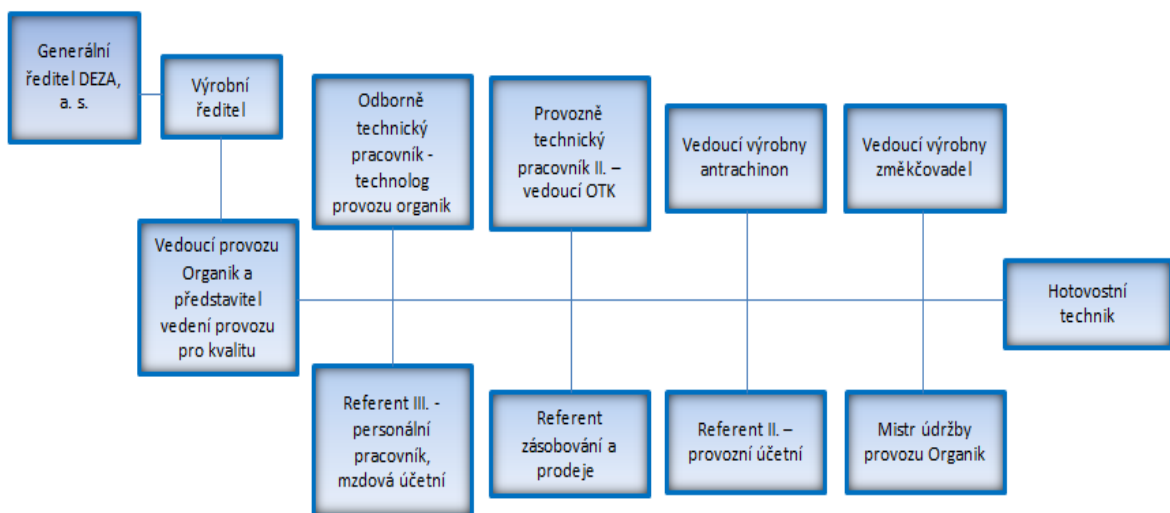 Generální
ředitel DEZA,
a. s.
Výrobní
ředitel
Odborně
technický
pracovník -
technolog
provozu organik
Provozně
technický
pracovník II. –
vedoucí OTK
Vedoucí výrobny
antrachinon
Vedoucí výrobny
změkčovadel
Vedoucí provozu
Organik a
představitel
vedení provozu
pro kvalitu
Hotovostní
technik
Referent III. -
personální
pracovník,
mzdová účetní
Referent
zásobování a
prodeje
Referent II. –
provozní účetní
Mistr údržby
provozu Organik